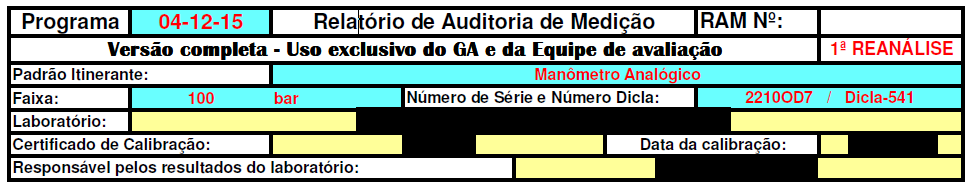 Programa 04-12-15 Relatório de Auditoria de Medição RAM Nº:
Versão completa - Uso exclusivo do GA e da Equipe de avaliação 1ª REANÁLISE
Padrão Itinerante: Manômetro Analógico
Faixa: 100 bar Número de Série e Número Dicla: 2210OD7 / Dicla-541
Laboratório:
Certificado de Calibração: Data da calibração:
Responsável pelos resultados do laboratório: